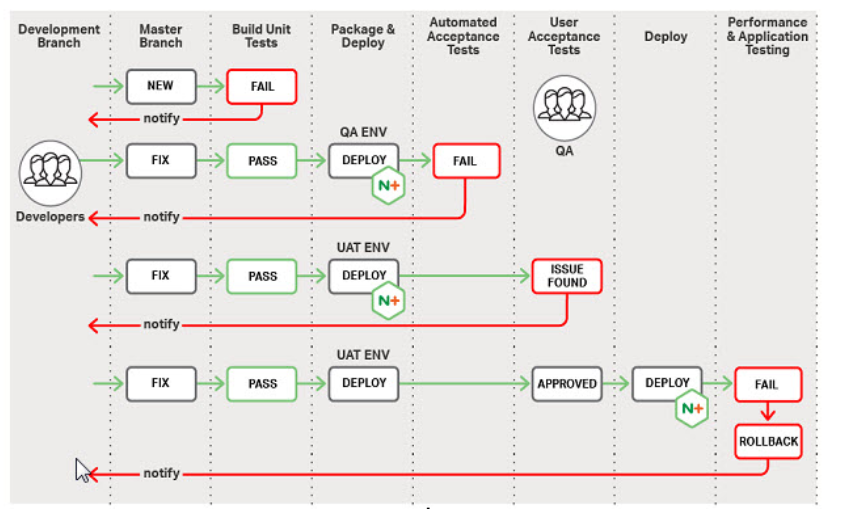 Development
Branch
Master
Branch
Build Unit
Tests
Package &
Deploy
Automated
Acceptance
Tests
User
Acceptance
Tests
Deploy
Performance
& Application
Testing
NEW
FAIL
notify
QA
QA ENV
FIX
PASS
DEPLOY
N+
FAIL
Developers
notify
UAT ENV
FIX
PASS
DEPLOY
N+
ISSUE
FOUND
notify
UAT ENV
FIX
PASS
DEPLOY
APPROVED
DEPLOY
N+
FAIL
ROLLBACK
notify